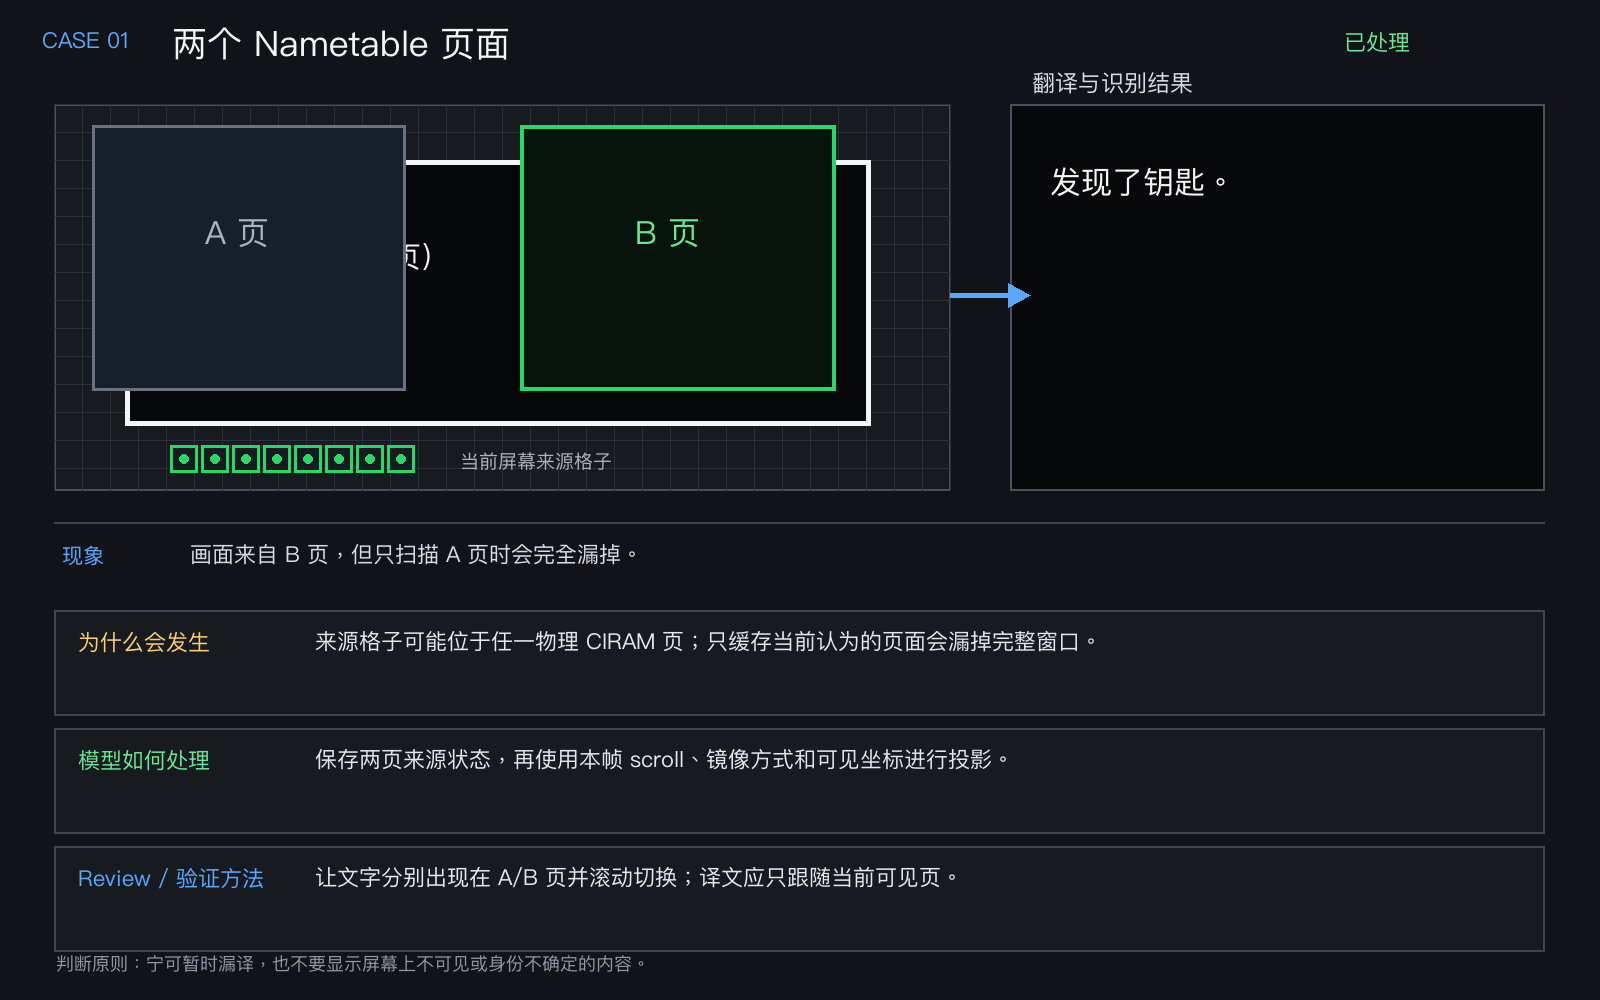 CASE 01
两个 Nametable 页面
已处理
翻译与识别结果
A 页
页)
B 页
发现了钥匙。
当前屏幕来源格子
现象
画面来自 B 页，但只扫描 A 页时会完全漏掉。
为什么会发生
来源格子可能位于任一物理 CIRAM 页；只缓存当前认为的页面会漏掉完整窗口。
模型如何处理
保存两页来源状态，再使用本帧 scroll、镜像方式和可见坐标进行投影。
Review / 验证方法
让文字分别出现在 A/B 页并滚动切换；译文应只跟随当前可见页。
判断原则：宁可暂时漏译，也不要显示屏幕上不可见或身份不确定的内容。